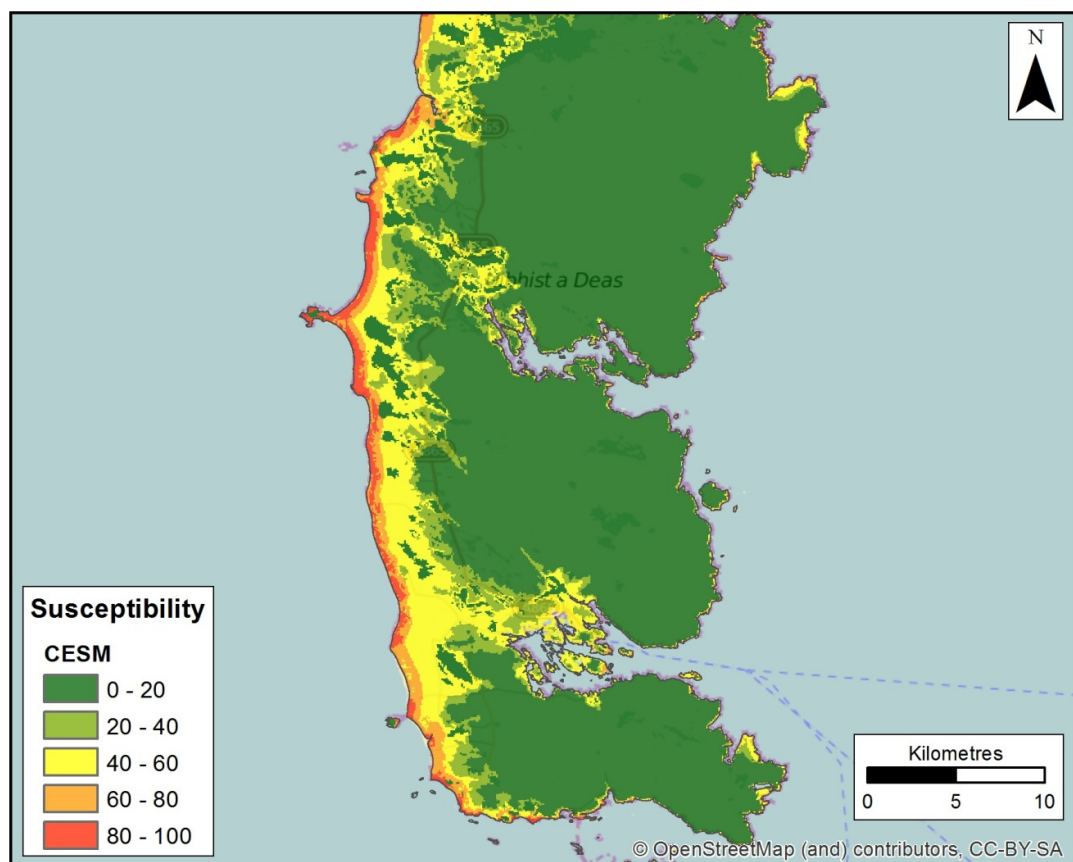 N
a Deas
Susceptibility
CESM
0 - 20
20 - 40
40 - 60
60 - 80
80 - 100
Kilometres
0 5 10
© OpenStreetMap (and) contributors, CC-BY-SA